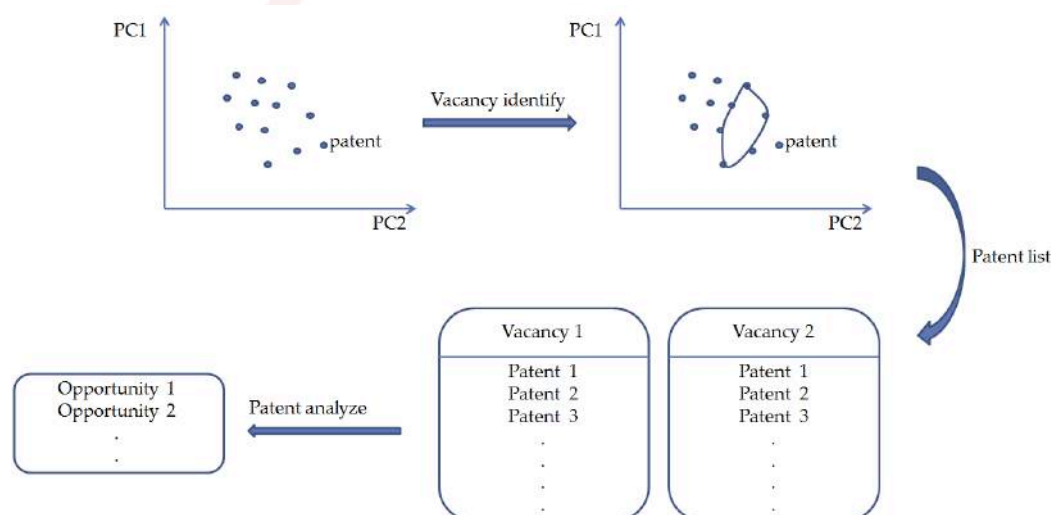 PC1
patent
PC2
Vacancy identify
PC1
patent
PC2
Patent list
Vacancy 1
Patent 1
Patent 2
Patent 3
.
.
.
.
Vacancy 2
Patent 1
Patent 2
Patent 3
.
.
.
.
Patent analyze
Opportunity 1
Opportunity 2
.
.